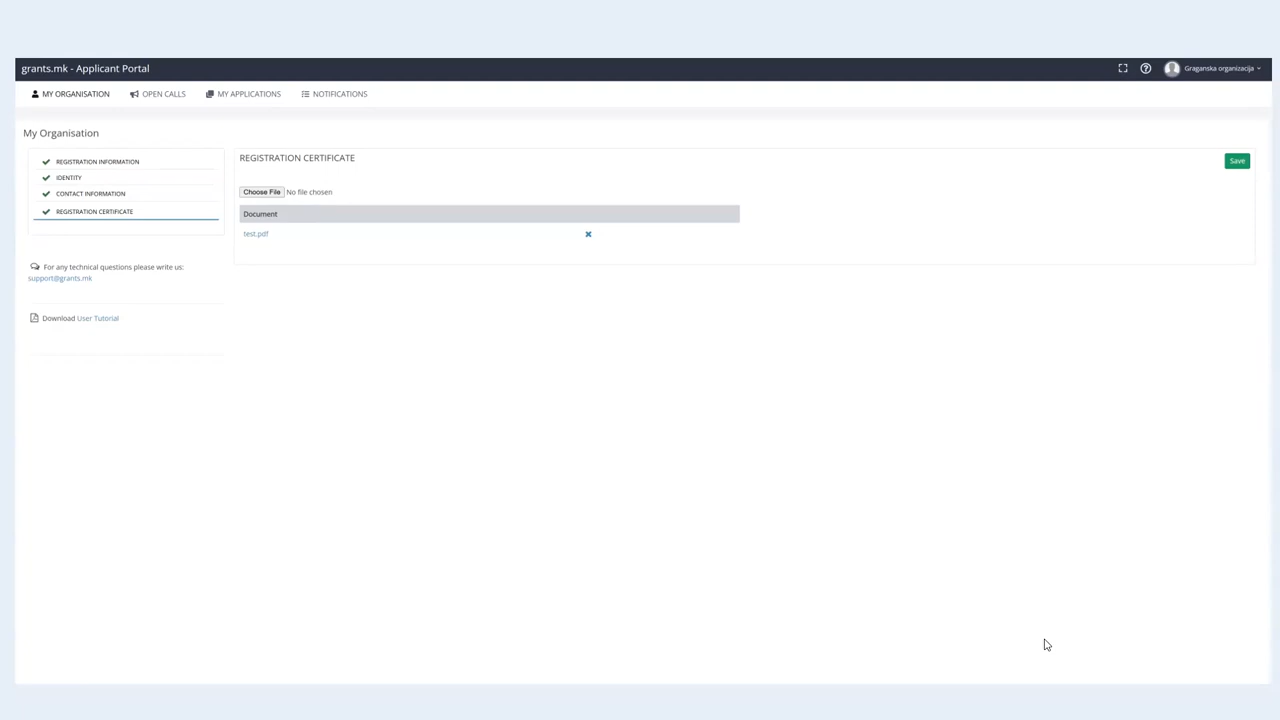 grants.mk - Applicant Portal
Graganska organizacija
MY ORGANISATION
OPEN CALLS
MY APPLICATIONS
NOTIFICATIONS
My Organisation
REGISTRATION INFORMATION
IDENTITY
CONTACT INFORMATION
REGISTRATION CERTIFICATE
For any technical questions please write us:
support@grants.mk
Download User Tutorial
REGISTRATION CERTIFICATE
Save
Choose File No file chosen
Document
test.pdf